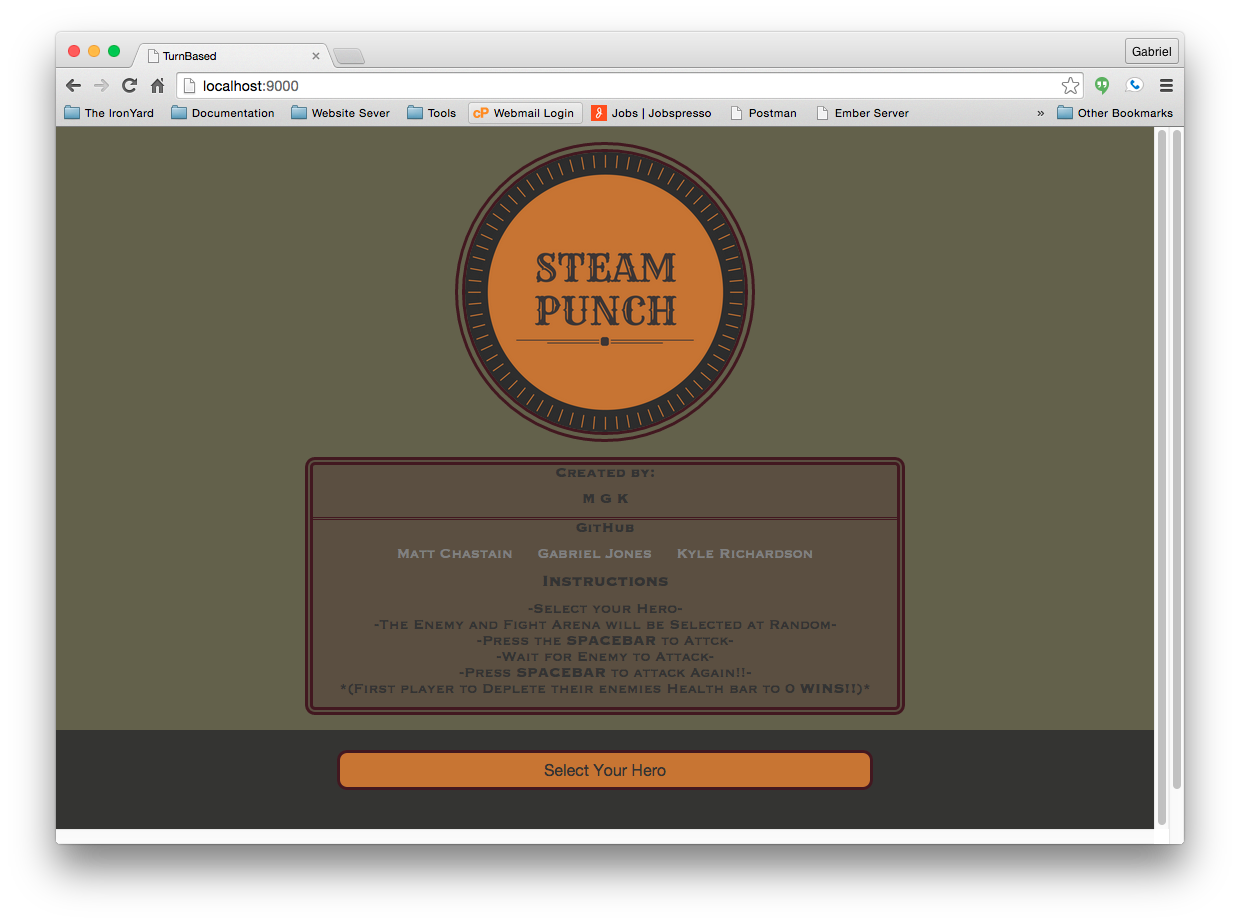 TurnBased
Gabriel
localhost:9000
The IronYard Documentation Website Sever Tools cP Webmail Login Jobs | Jobspresso Postman Ember Server » Other Bookmarks
STEAM
PUNCH
Created by:
M G K
GitHub
Matt Chastain Gabriel Jones Kyle Richardson
Instructions
-Select your Hero-
-The Enemy and Fight Arena will be Selected at Random-
-Press the SPACEBAR to Attck-
-Wait for Enemy to Attack-
-Press SPACEBAR to attack Again!!-
*(First player to Deplete their enemies Health bar to 0 WINS!!)*
Select Your Hero